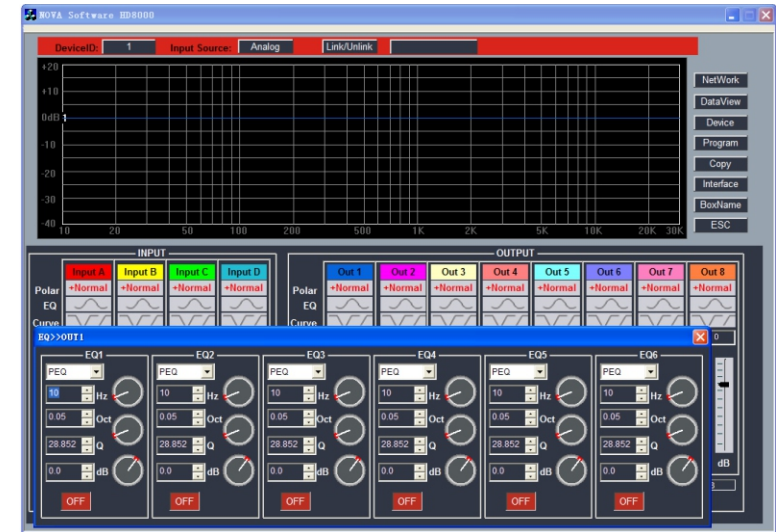 NOVA Software HD8000
DeviceID: 1 Input Source: Analog Link/Unlink
+20
+10
0dB 1
-10
-20
-30
-40
10 20 50 100 200 500 1K 2K 5K 10K 20K 30K
NetWork
DataView
Device
Program
Copy
Interface
BoxName
ESC
INPUT OUTPUT
Input A Input B Input C Input D Out 1 Out 2 Out 3 Out 4 Out 5 Out 6 Out 7 Out 8
Polar +Normal +Normal +Normal +Normal Polar +Normal +Normal +Normal +Normal +Normal +Normal +Normal +Normal
EQ EQ
Curve Curve
EQ>>OUT1 0
EQ1 EQ2 EQ3 EQ4 EQ5 EQ6
PEQ PEQ PEQ PEQ PEQ PEQ
10 Hz 10 Hz 10 Hz 10 Hz 10 Hz 10 Hz
0.05 Oct 0.05 Oct 0.05 Oct 0.05 Oct 0.05 Oct 0.05 Oct
28.852 Q 28.852 Q 28.852 Q 28.852 Q 28.852 Q 28.852 Q
0.0 dB 0.0 dB 0.0 dB 0.0 dB 0.0 dB 0.0 dB dB
OFF OFF OFF OFF OFF OFF